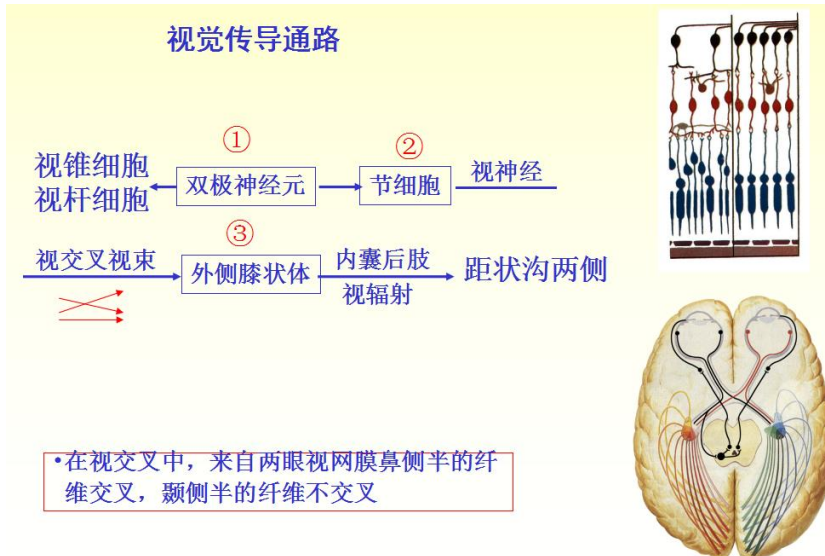 视觉传导通路
①
②
视锥细胞
视杆细胞
双极神经元
节细胞
视神经
③
视交叉视束
外侧膝状体
内囊后肢
视辐射
距状沟两侧
•在视交叉中，来自两眼视网膜鼻侧半的纤
维交叉，颞侧半的纤维不交叉